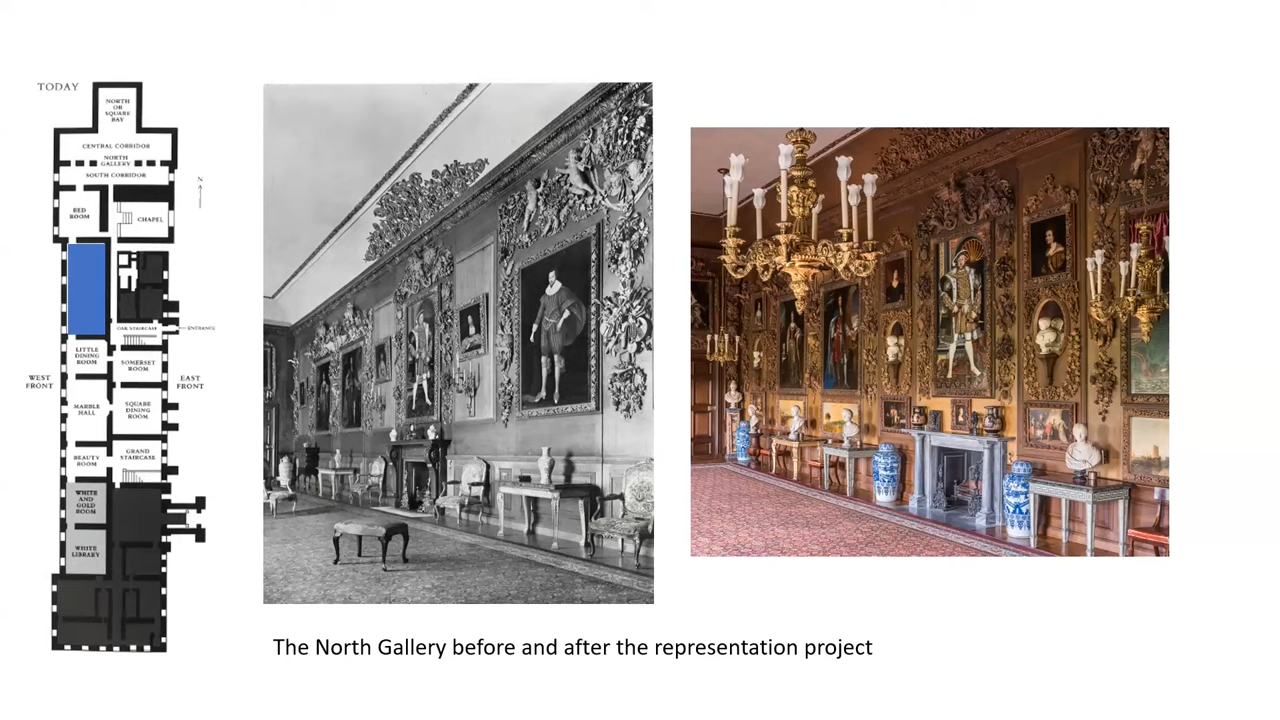 TODAY
NORTH
OR
SQUARE
BAY
CENTRAL CORRIDOR
NORTH
GALLERY
SOUTH CORRIDOR
N
BED
ROOM
CHAPEL
OAK STAIRCASE
ENTRANCE
LITTLE
DINING
ROOM
SOMERSET
ROOM
WEST
FRONT
EAST
FRONT
MARBLE
HALL
SQUARE
DINING
ROOM
BEAUTY
ROOM
GRAND
STAIRCASE
WHITE
AND
GOLD
ROOM
WHITE
LIBRARY
The North Gallery before and after the representation project